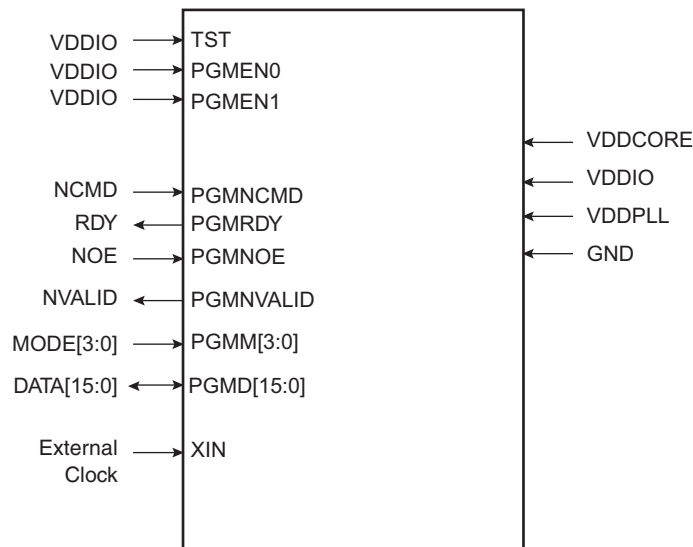 VDDIO TST
VDDIO PGMEN0
VDDIO PGMEN1
VDDCORE
VDDIO
NCMD PGMNCMD
VDDPLL
RDY PGMRDY
GND
NOE PGMNOE
NVALID PGMNVALID
MODE[3:0] PGMM[3:0]
DATA[15:0] PGMD[15:0]
External XIN
Clock